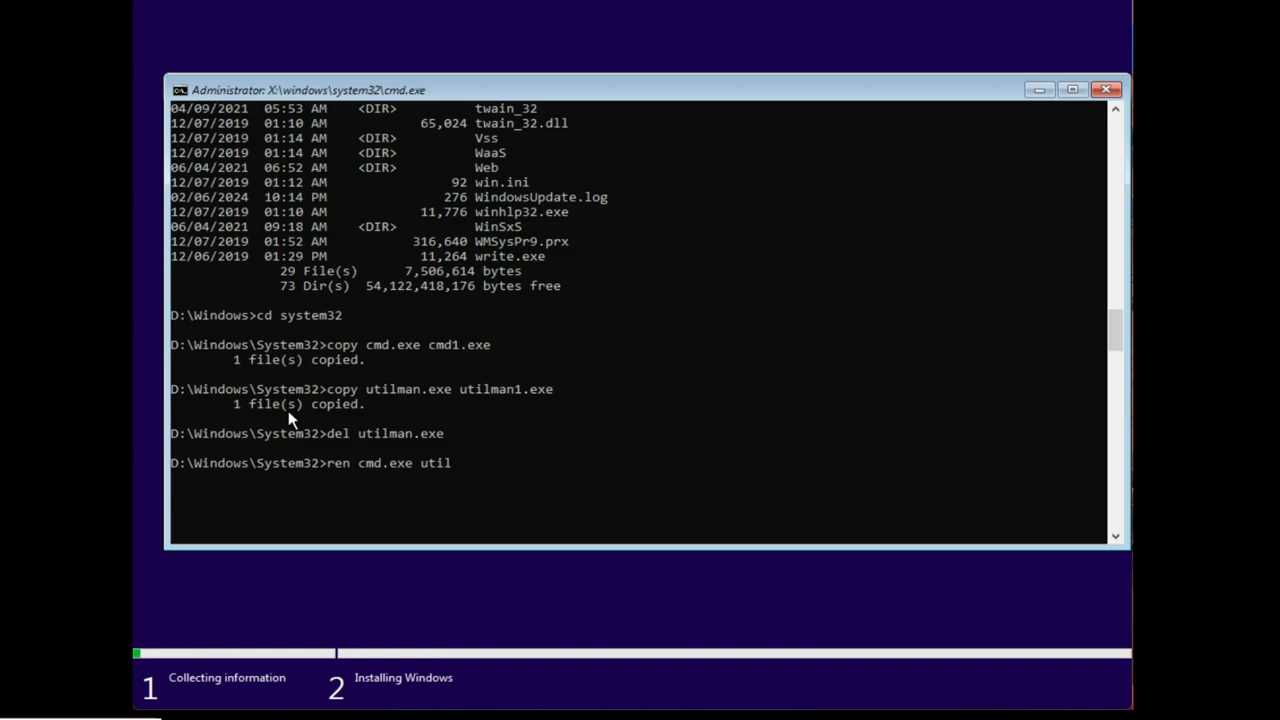 Administrator: X:\windows\system32\cmd.exe
04/09/2021 05:53 AM <DIR> twain_32
12/07/2019 01:10 AM 65,024 twain_32.dll
12/07/2019 01:14 AM <DIR> Vss
12/07/2019 01:14 AM <DIR> WaaS
06/04/2021 06:52 AM <DIR> Web
12/07/2019 01:12 AM 92 win.ini
02/06/2024 10:14 PM 276 WindowsUpdate.log
12/07/2019 01:10 AM 11,776 winhlp32.exe
06/04/2021 09:18 AM <DIR> WinSxS
12/07/2019 01:52 AM 316,640 WMSysPr9.prx
12/06/2019 01:29 PM 11,264 write.exe
29 File(s) 7,506,614 bytes
73 Dir(s) 54,122,418,176 bytes free
D:\Windows>cd system32
D:\Windows\System32>copy cmd.exe cmd1.exe
1 file(s) copied.
D:\Windows\System32>copy utilman.exe utilman1.exe
1 file(s) copied.
D:\Windows\System32>del utilman.exe
D:\Windows\System32>ren cmd.exe util
1 Collecting information
2 Installing Windows